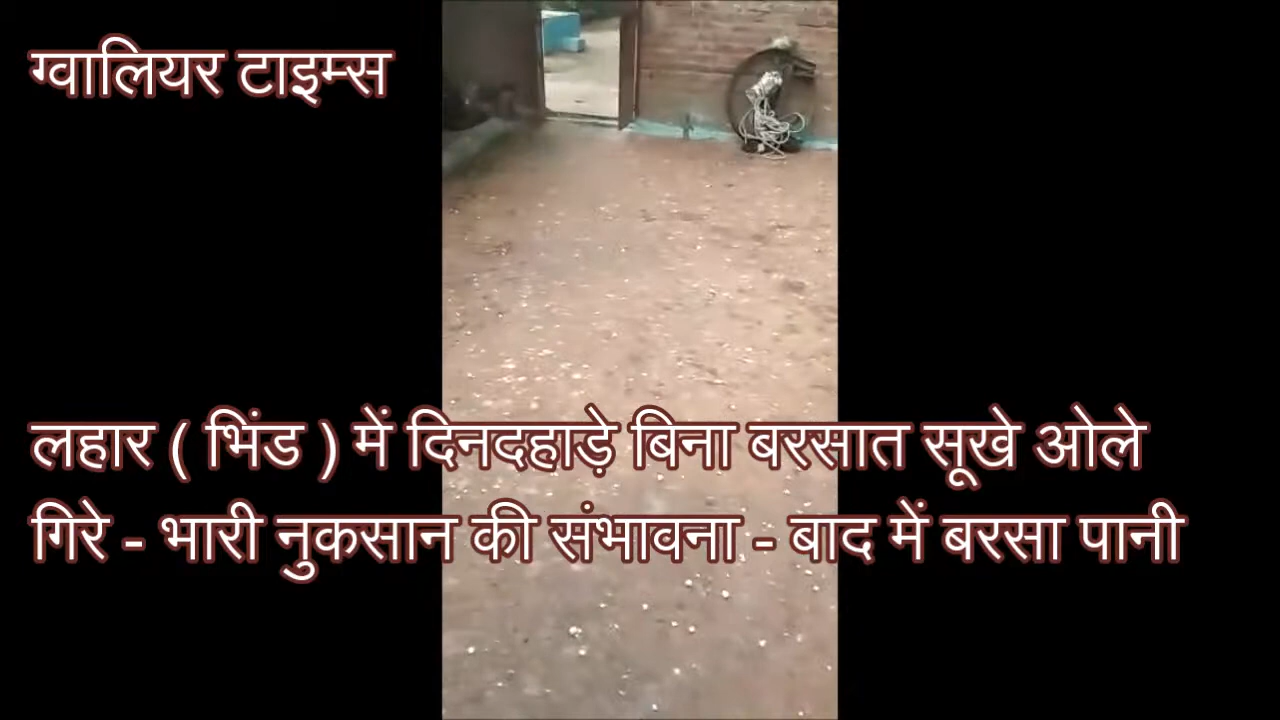 ग्वालियर टाइम्स
लहार ( भिंड ) में दिनदहाड़े बिना बरसात सूखे ओले
गिरे - भारी नुकसान की संभावना - बाद में बरसा पानी